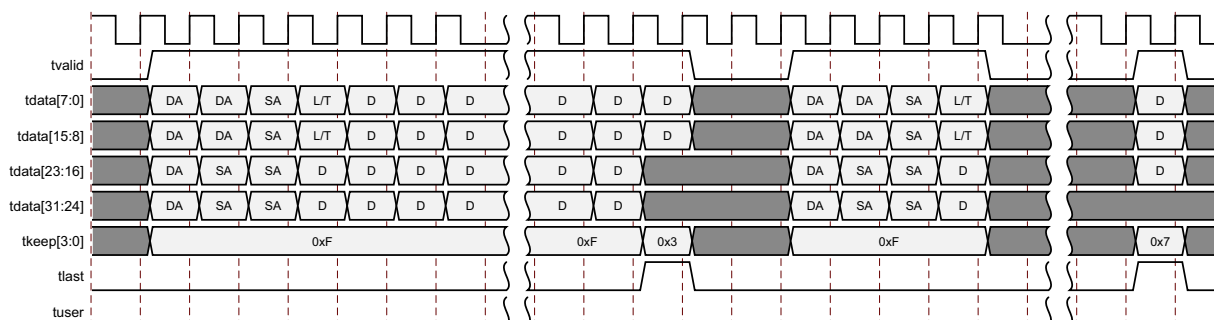 tvalid
tdata[7:0] DA DA SA L/T D D D D D D DA DA SA L/T D
tdata[15:8] DA DA SA L/T D D D D D D DA DA SA L/T D
tdata[23:16] DA SA SA D D D D D D DA SA SA D D
tdata[31:24] DA SA SA D D D D D D DA SA SA D
tkeep[3:0] 0xF 0xF 0x3 0xF 0x7
tlast
tuser